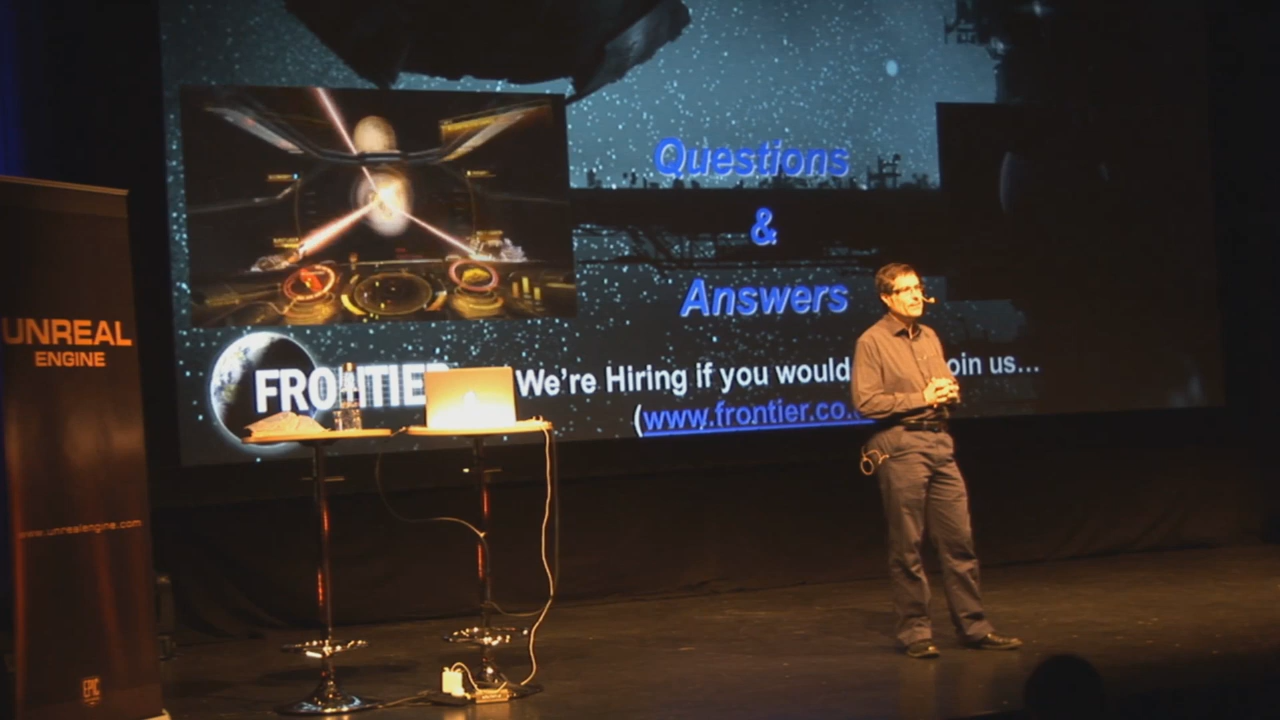 Questions
&
Answers
FRONTIER
We're Hiring if you would oin us...
(www.frontier.co.
UNREAL
ENGINE
www.unrealengine.com
EPIC